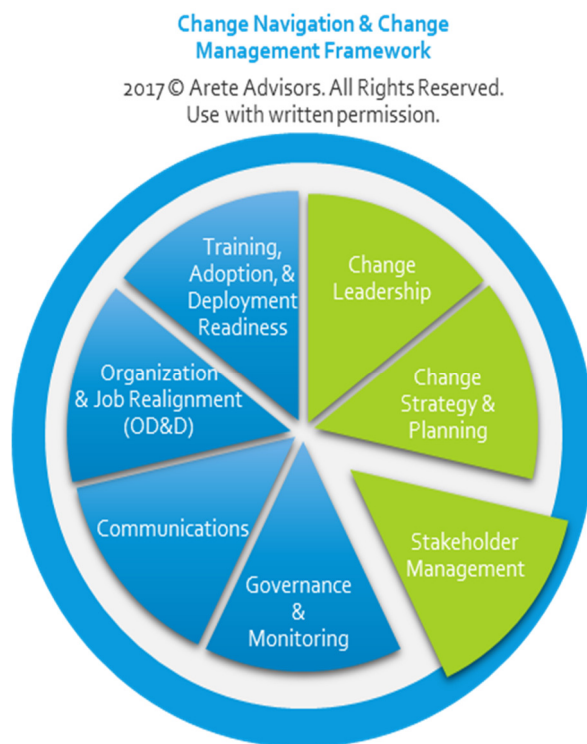 Change Navigation & Change
Management Framework
2017 © Arete Advisors. All Rights Reserved.
Use with written permission.
Training,
Adoption, &
Deployment
Readiness
Change
Leadership
Organization
& Job Realignment
(OD&D)
Change
Strategy &
Planning
Communications
Stakeholder
Management
Governance
&
Monitoring